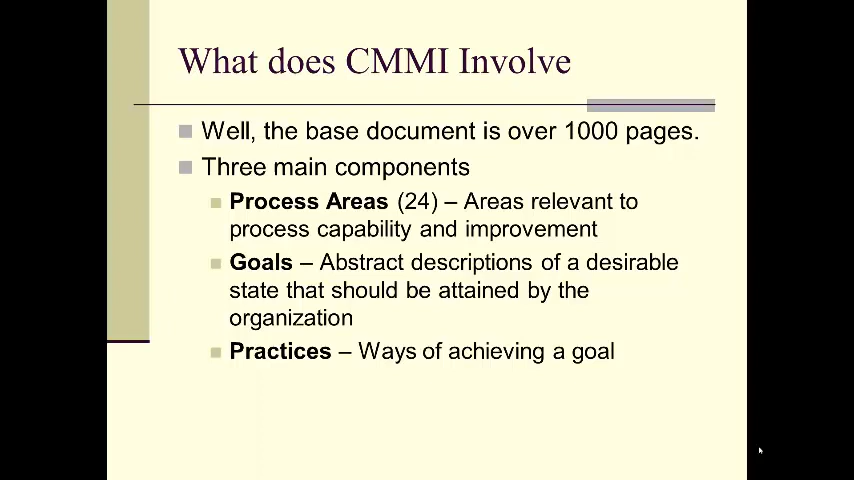 What does CMMI Involve
Well, the base document is over 1000 pages.
Three main components
Process Areas (24) – Areas relevant to
process capability and improvement
Goals – Abstract descriptions of a desirable
state that should be attained by the
organization
Practices – Ways of achieving a goal